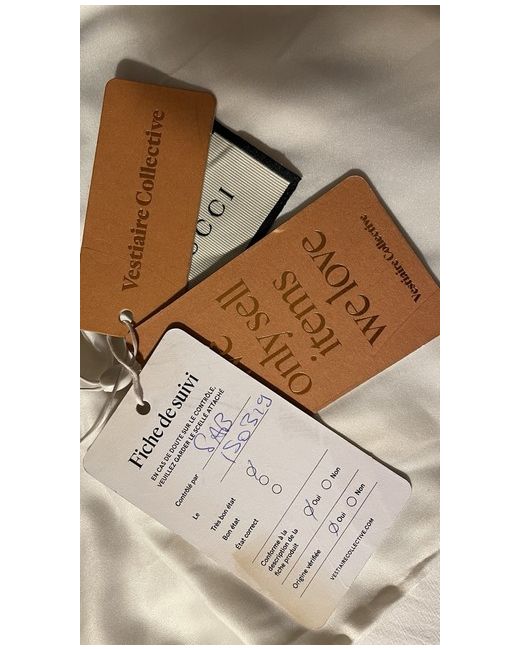 Vestiaire Collective
UCCI
only sell
items
we love
Vestiaire Collective
Fiche de suivi
EN CAS DE DOUTE SUR LE CONTRÔLE,
VEUILLEZ GARDER LE SCELLÉ ATTACHÉ
Contrôlé par SAB
Le 150319
Très bon état
Bon état
État correct
Conforme à la
description de la
fiche produit
Oui Non
Origine vérifiée Oui Non
VESTIAIRECOLLECTIVE.COM